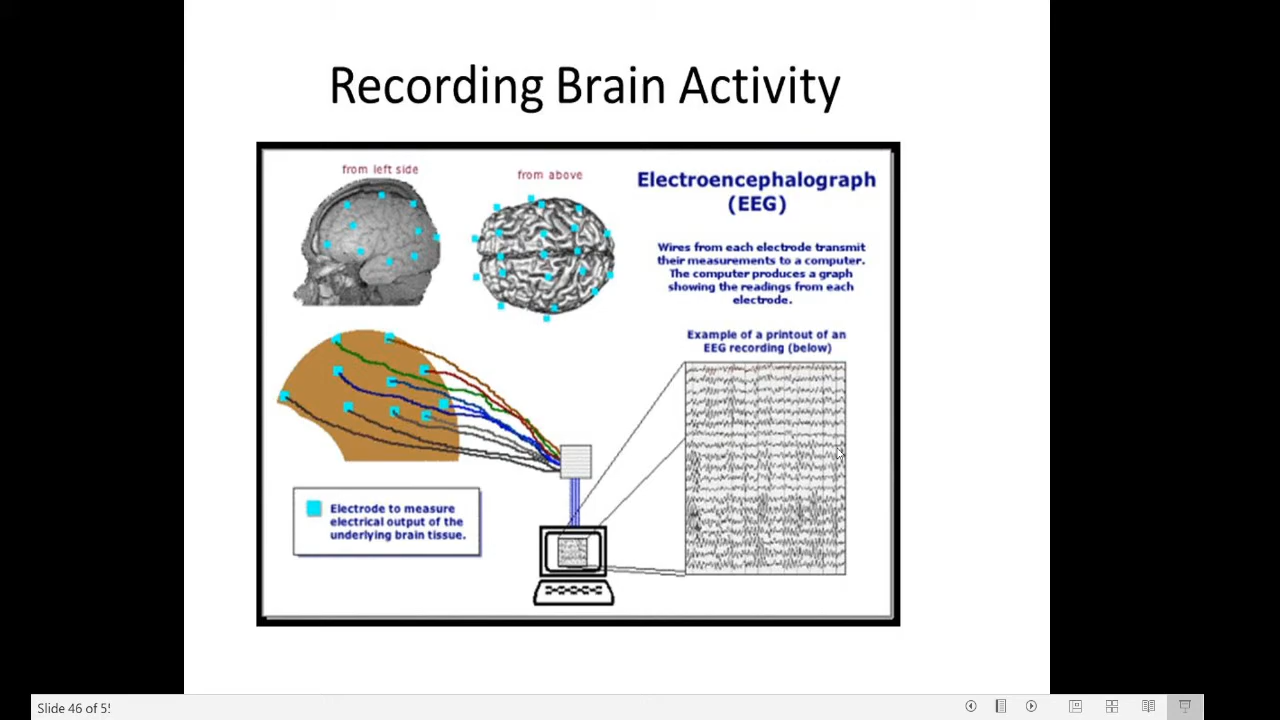 Recording Brain Activity
from left side
from above
Electroencephalograph
(EEG)
Wires from each electrode transmit
their measurements to a computer.
The computer produces a graph
showing the readings from each
electrode.
Example of a printout of an
EEG recording (below)
Electrode to measure
electrical output of the
underlying brain tissue.
Slide 46 of 5!